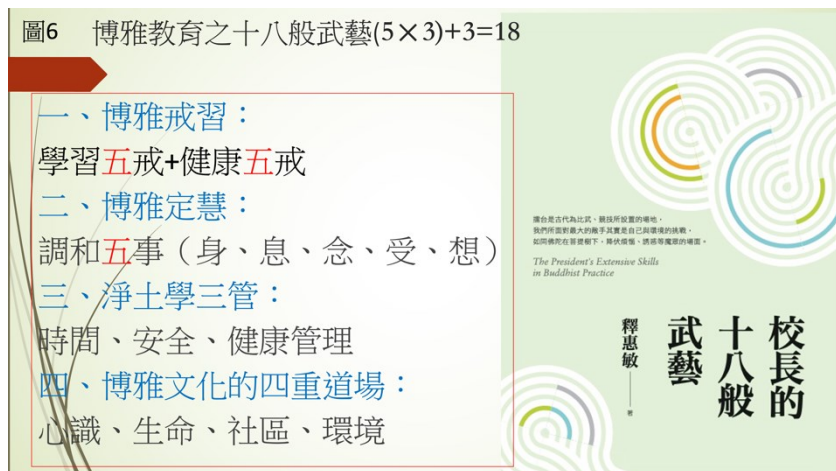 圖6 博雅教育之十八般武藝(5×3)+3=18
一、博雅戒習：
學習五戒+健康五戒
二、博雅定慧：
調和五事（身、息、念、受、想）
三、淨土學三管：
時間、安全、健康管理
四、博雅文化的四重道場：
心識、生命、社區、環境
擂台是古代為比武、競技所設置的場地，
我們所面對最大的敵手其實是自己與環境的挑戰，
如同佛陀在菩提樹下，降伏煩惱、誘惑等魔眾的場面。
The President's Extensive Skills
in Buddhist Practice
校長的
十八般
武藝
釋惠敏 著